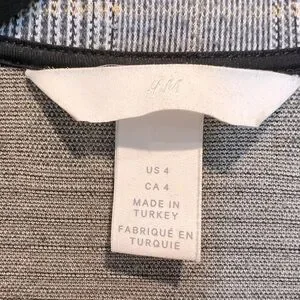 H&M
US 4
CA 4
MADE IN
TURKEY
FABRIQUÉ EN
TURQUIE